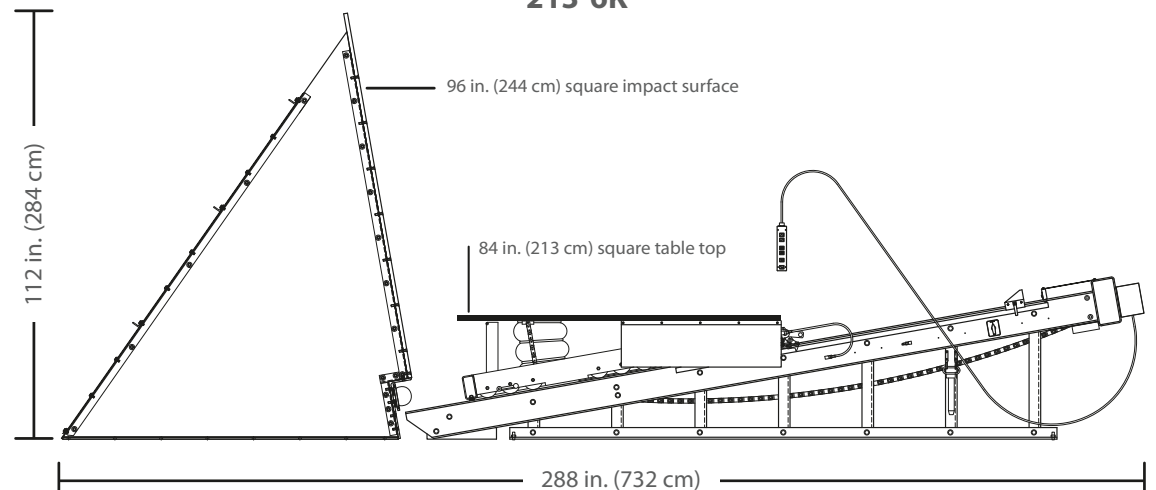 96 in. (244 cm) square impact surface
112 in. (284 cm)
84 in. (213 cm) square table top
288 in. (732 cm)